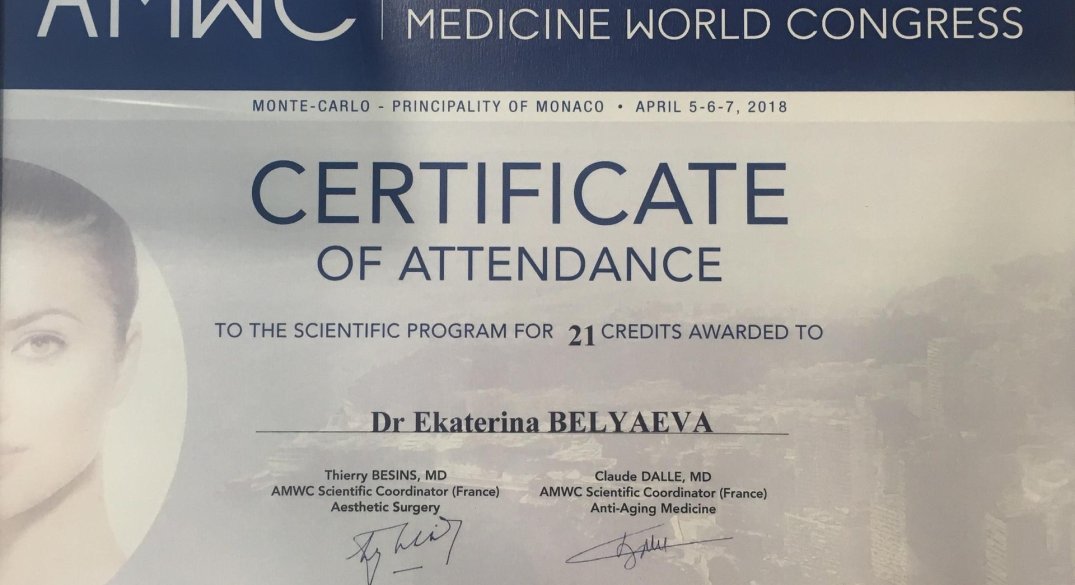 AMWC
MEDICINE WORLD CONGRESS
MONTE-CARLO - PRINCIPALITY OF MONACO • APRIL 5-6-7, 2018
CERTIFICATE
OF ATTENDANCE
TO THE SCIENTIFIC PROGRAM FOR 21 CREDITS AWARDED TO
Dr Ekaterina BELYAEVA
Thierry BESINS, MD
AMWC Scientific Coordinator (France)
Aesthetic Surgery
Claude DALLE, MD
AMWC Scientific Coordinator (France)
Anti-Aging Medicine